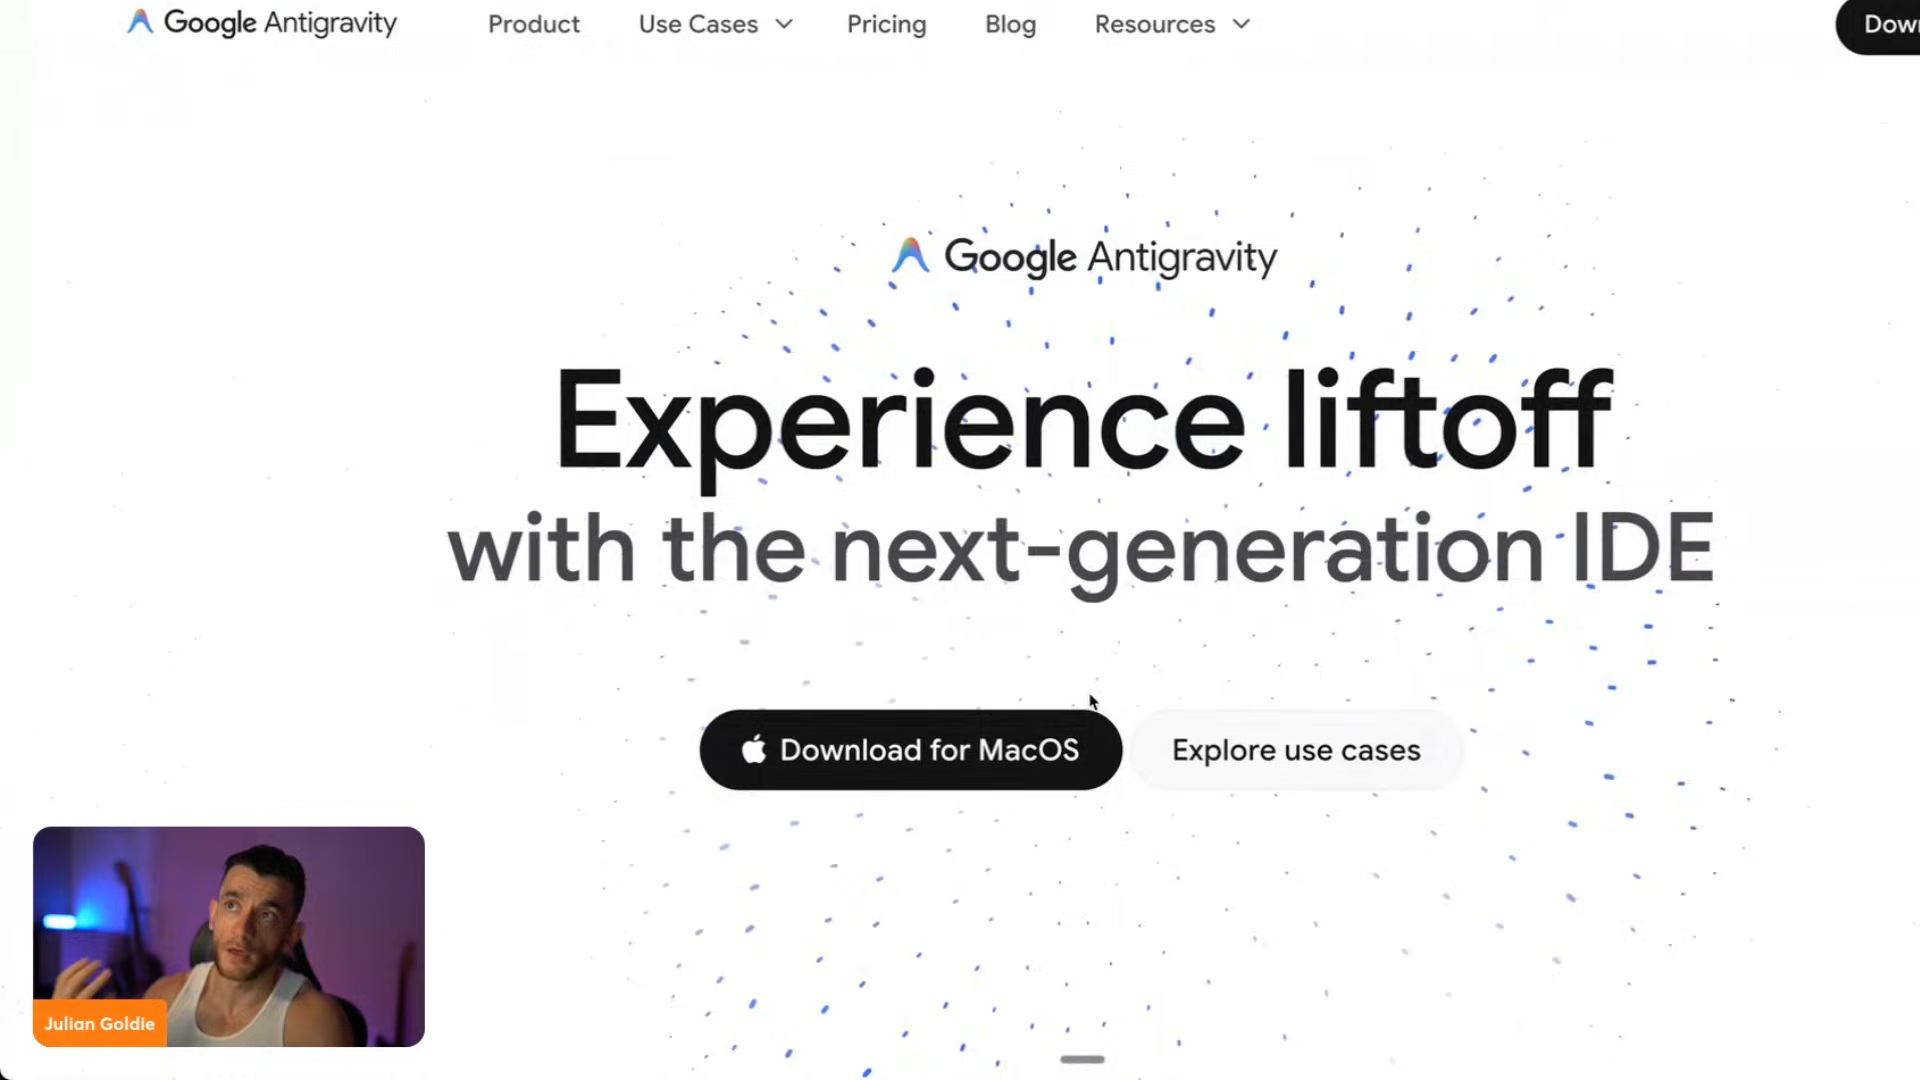 Google Antigravity
Product
Use Cases
Pricing
Blog
Resources
Google Antigravity
Experience liftoff
with the next-generation IDE
Download for MacOS
Explore use cases
Julian Goldie